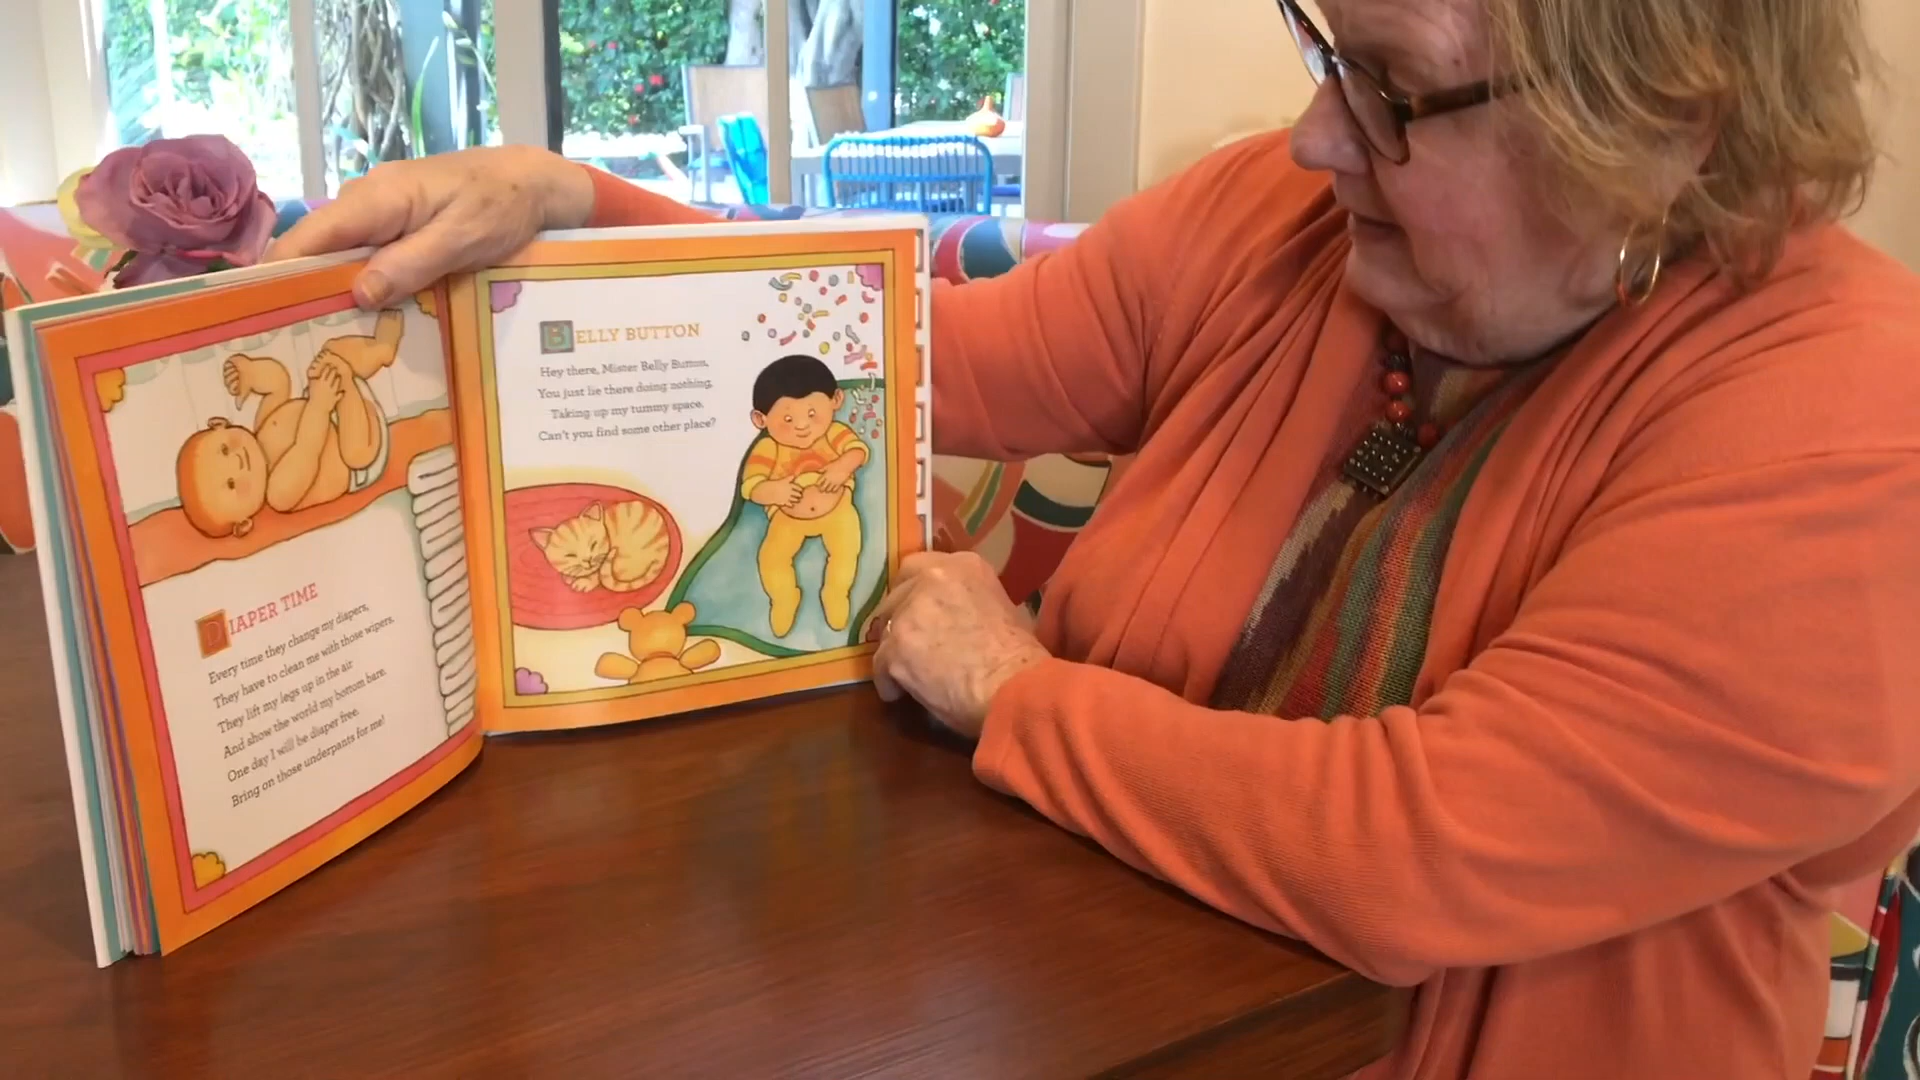 DIAPER TIME
Every time they change my diapers,
They have to clean me with those wipers.
They lift my legs up in the air
And show the world my bottom bare.
One day I will be diaper free.
Bring on those underpants for me!
BELLY BUTTON
Hey there, Mister Belly Button,
You just lie there doing nothing,
Taking up my tummy space.
Can't you find some other place?